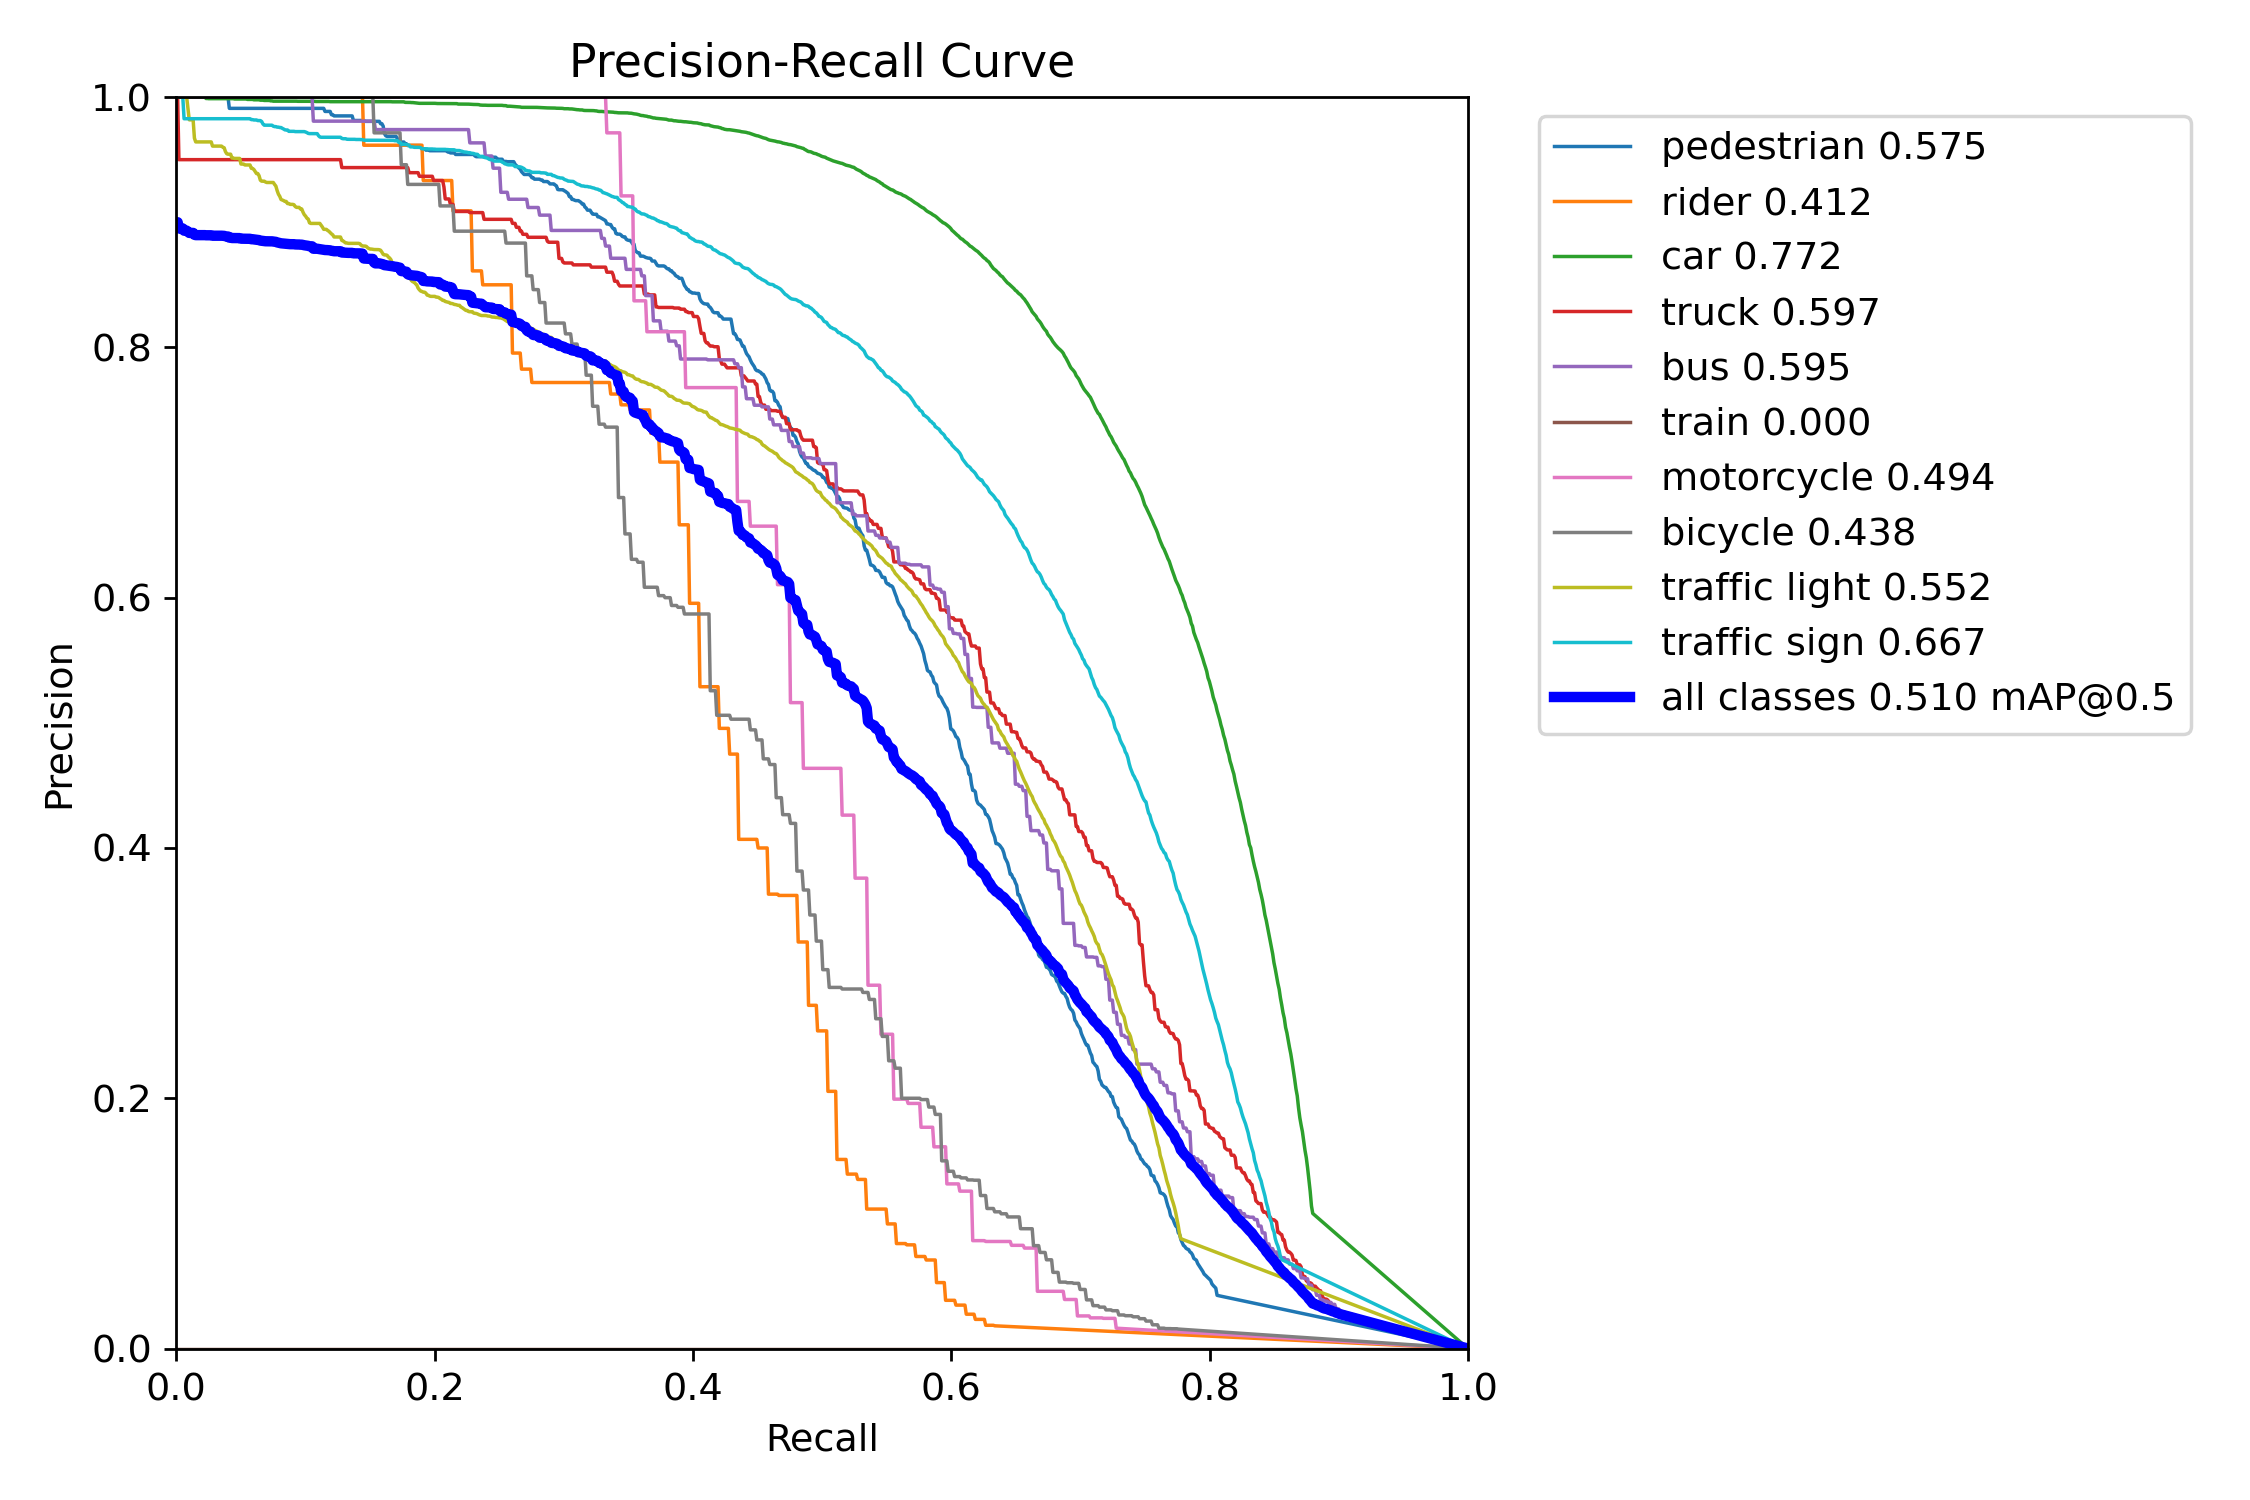 Precision-Recall Curve
1.0
0.8
0.6
0.4
0.2
0.0
Precision
0.0 0.2 0.4 0.6 0.8 1.0
Recall
pedestrian 0.575
rider 0.412
car 0.772
truck 0.597
bus 0.595
train 0.000
motorcycle 0.494
bicycle 0.438
traffic light 0.552
traffic sign 0.667
all classes 0.510 mAP@0.5